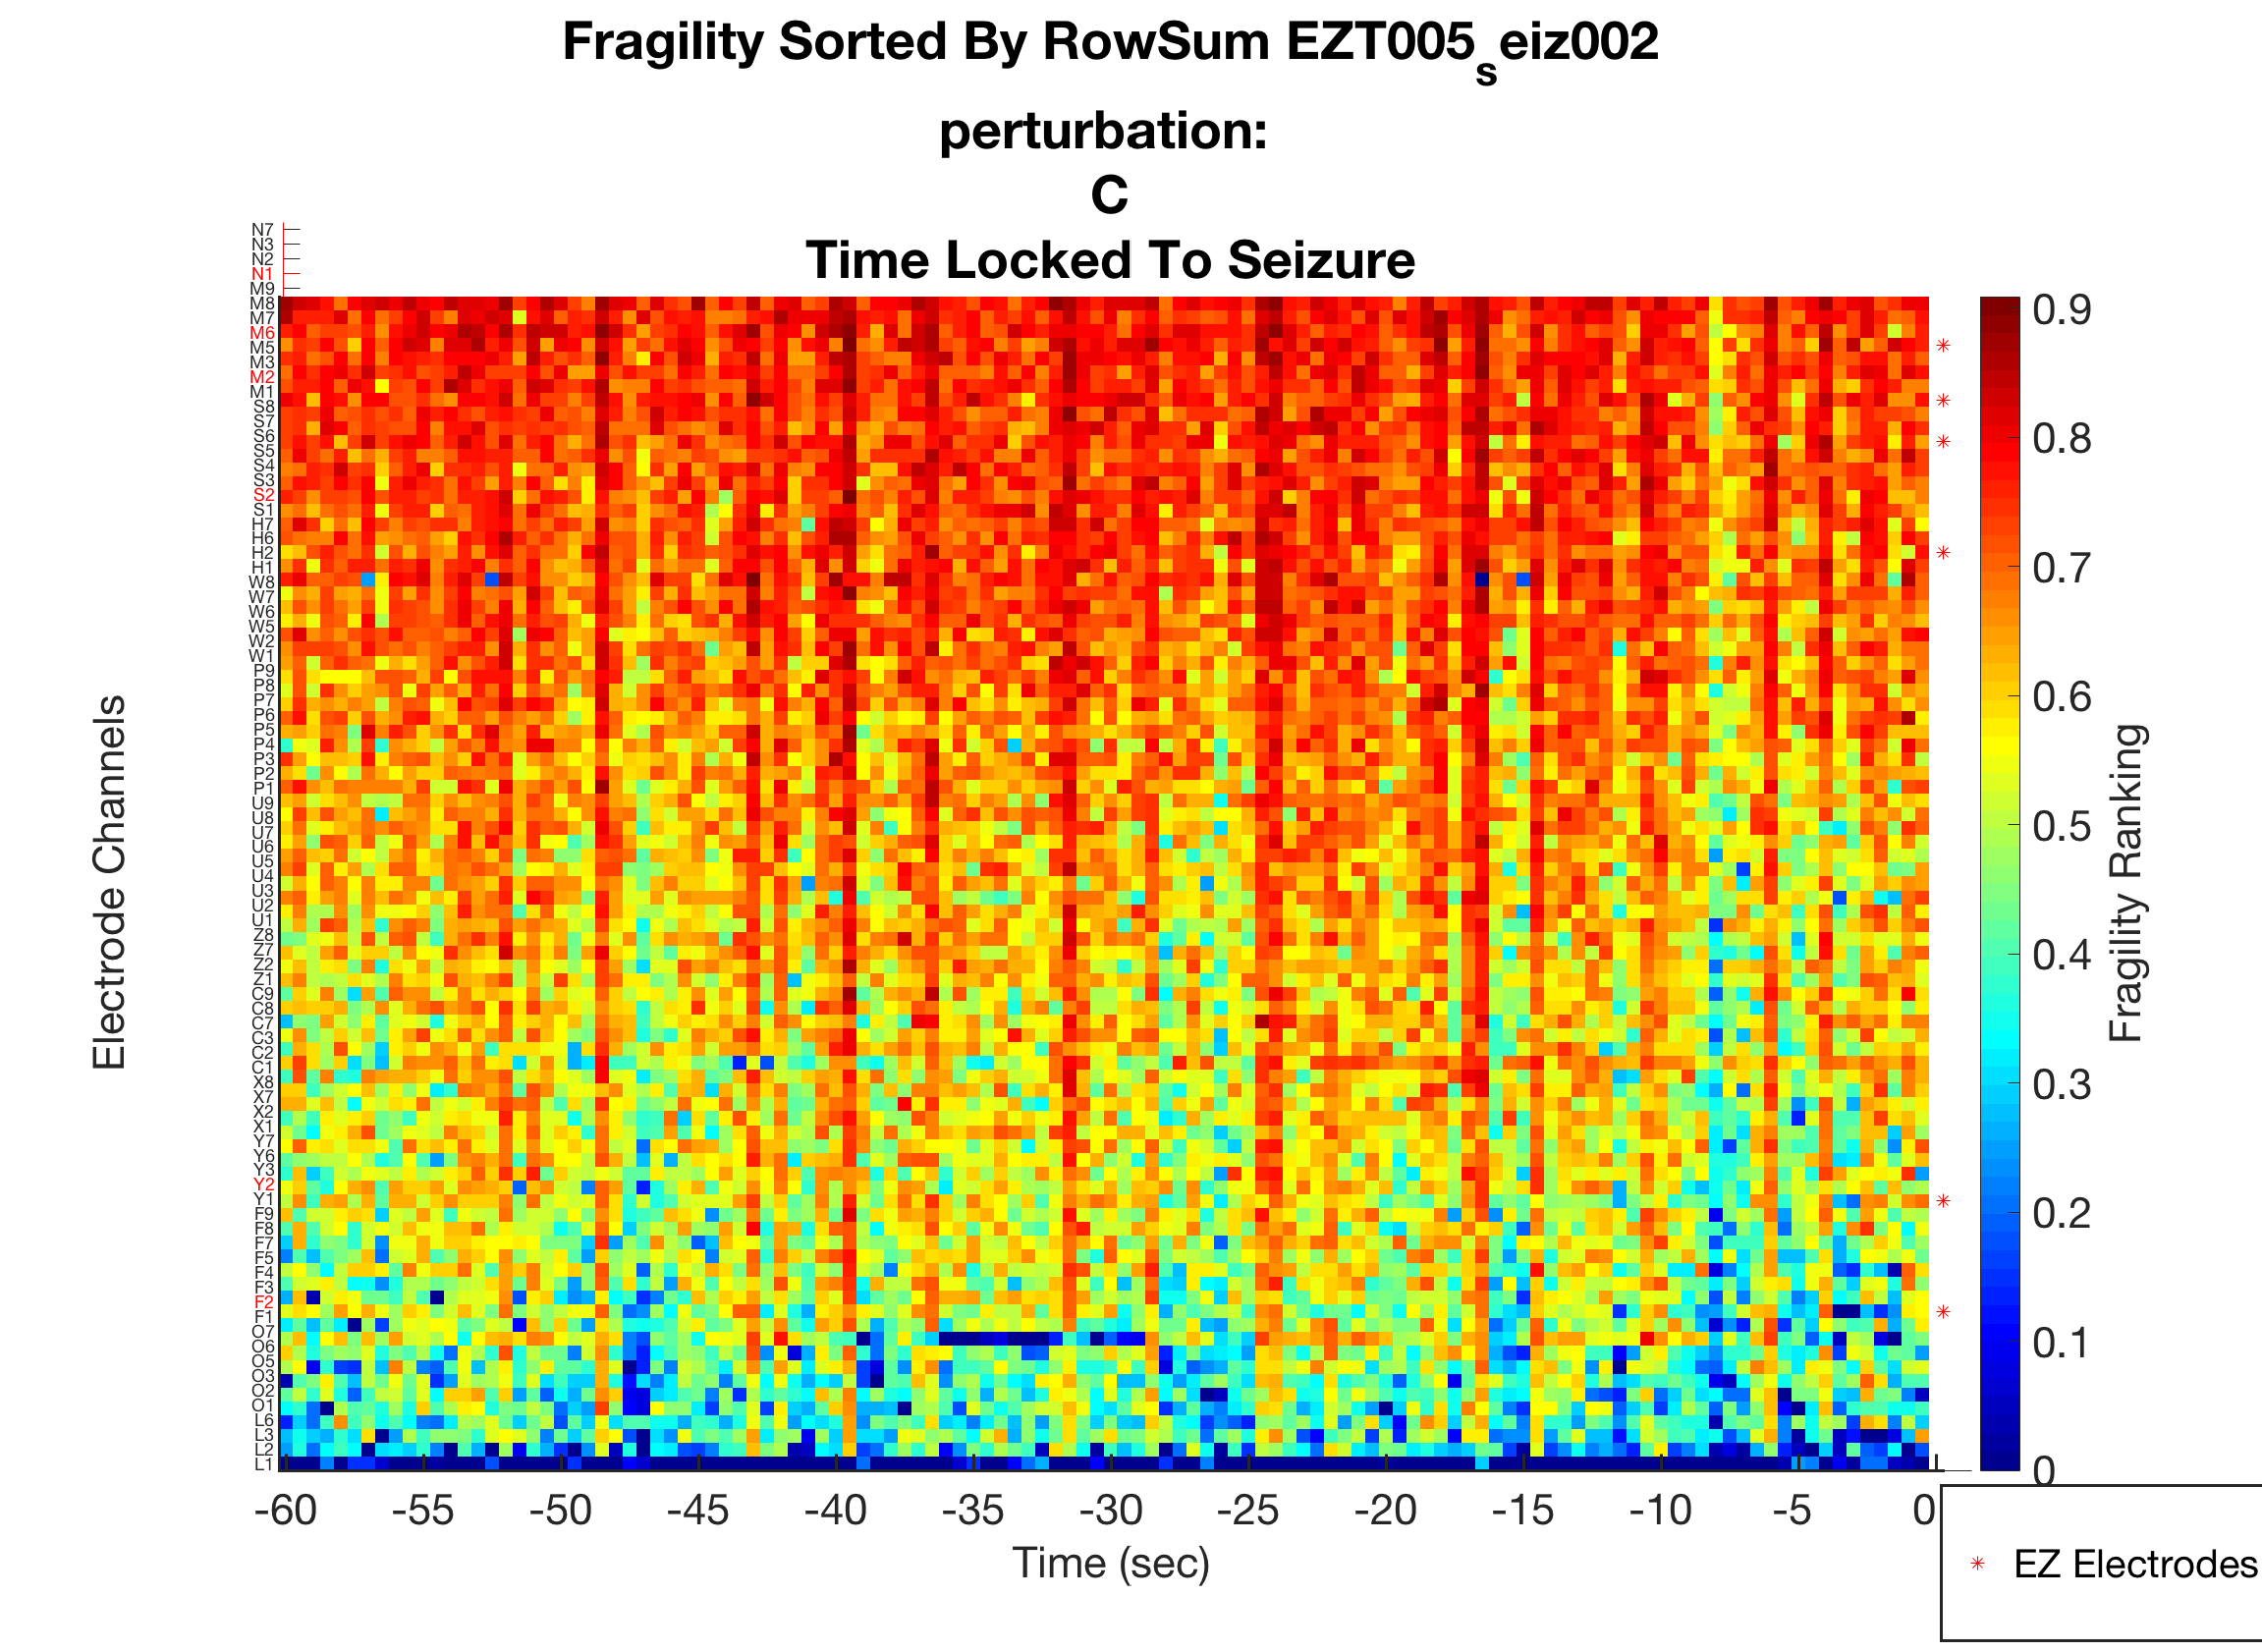 Fragility Sorted By RowSum EZT005seiz002
perturbation:
C
Time Locked To Seizure
N7
N3
N2
N1
M9
M8
M7
M6
M5
M3
M2
M1
S8
S7
S6
S5
S4
S3
S2
S1
H7
H6
H2
H1
W8
W7
W6
W5
W2
W1
P9
P8
P7
P6
P5
P4
P3
P2
P1
U9
U8
U7
U6
U5
U4
U3
U2
U1
Z8
Z7
Z2
Z1
C9
C8
C7
C3
C2
C1
X8
X7
X2
X1
Y7
Y6
Y3
Y2
Y1
F9
F8
F7
F5
F4
F3
F2
F1
O7
O6
O5
O3
O2
O1
L6
L3
L2
L1
Electrode Channels
-60 -55 -50 -45 -40 -35 -30 -25 -20 -15 -10 -5 0
Time (sec)
0.9
0.8
0.7
0.6
0.5
0.4
0.3
0.2
0.1
0
Fragility Ranking
EZ Electrodes